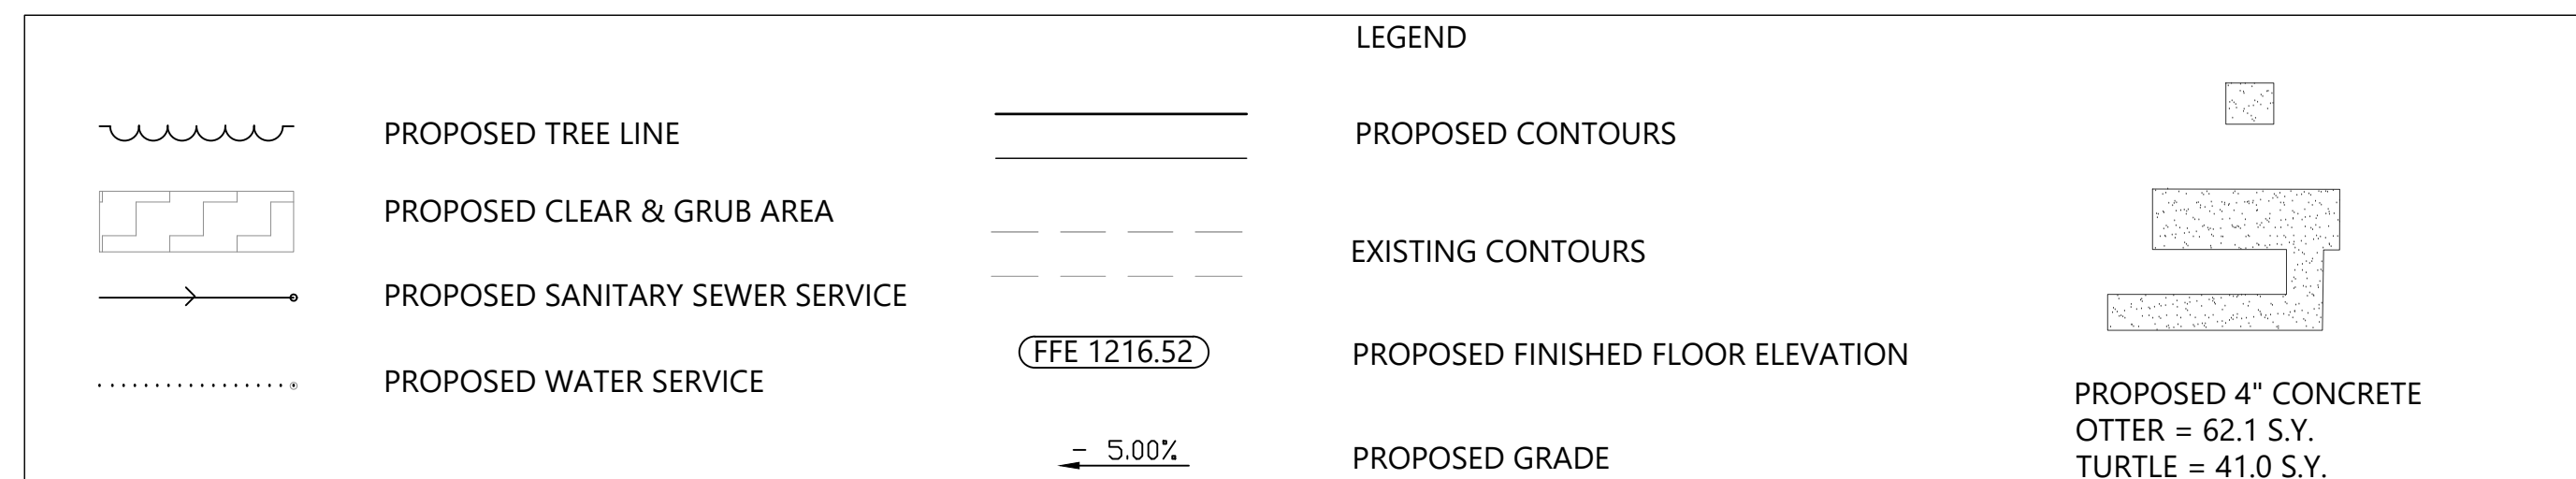 LEGEND
PROPOSED TREE LINE
PROPOSED CLEAR & GRUB AREA
PROPOSED SANITARY SEWER SERVICE
PROPOSED WATER SERVICE
PROPOSED CONTOURS
EXISTING CONTOURS
FFE 1216.52
PROPOSED FINISHED FLOOR ELEVATION
- 5.00%
PROPOSED GRADE
PROPOSED 4" CONCRETE
OTTER = 62.1 S.Y.
TURTLE = 41.0 S.Y.